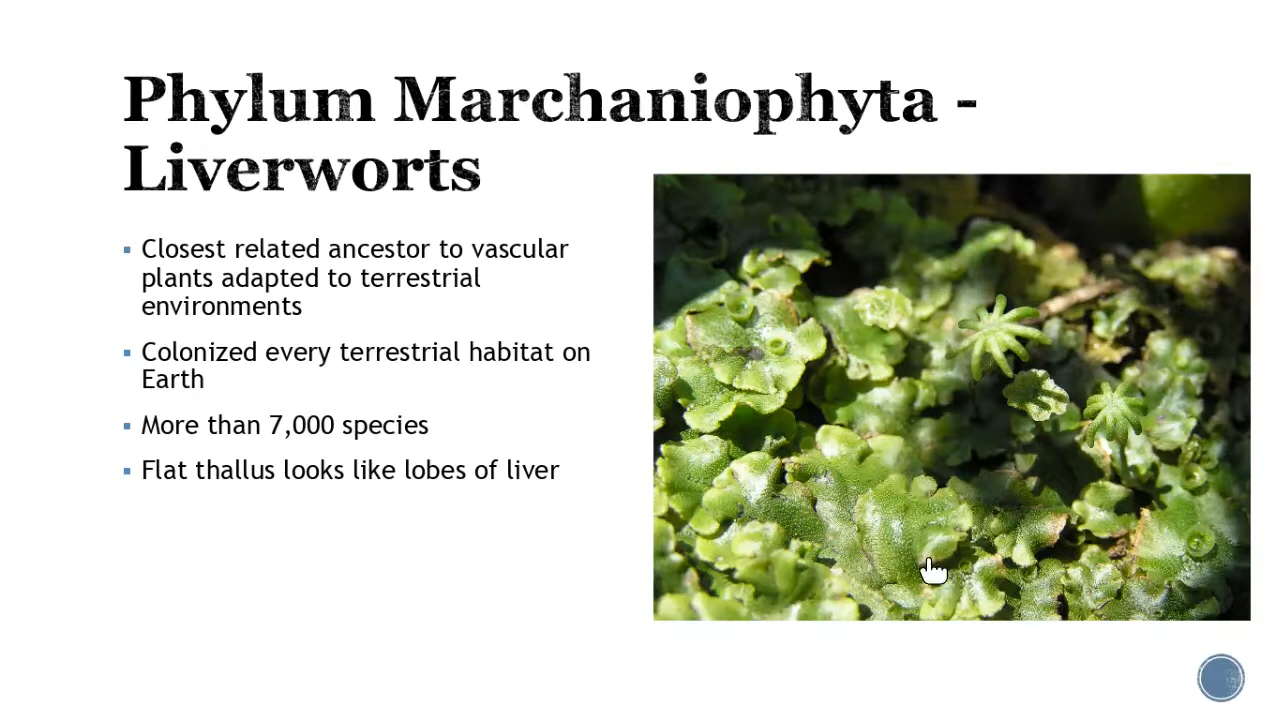 Phylum Marchaniophyta -
Liverworts
Closest related ancestor to vascular
plants adapted to terrestrial
environments
Colonized every terrestrial habitat on
Earth
More than 7,000 species
Flat thallus looks like lobes of liver